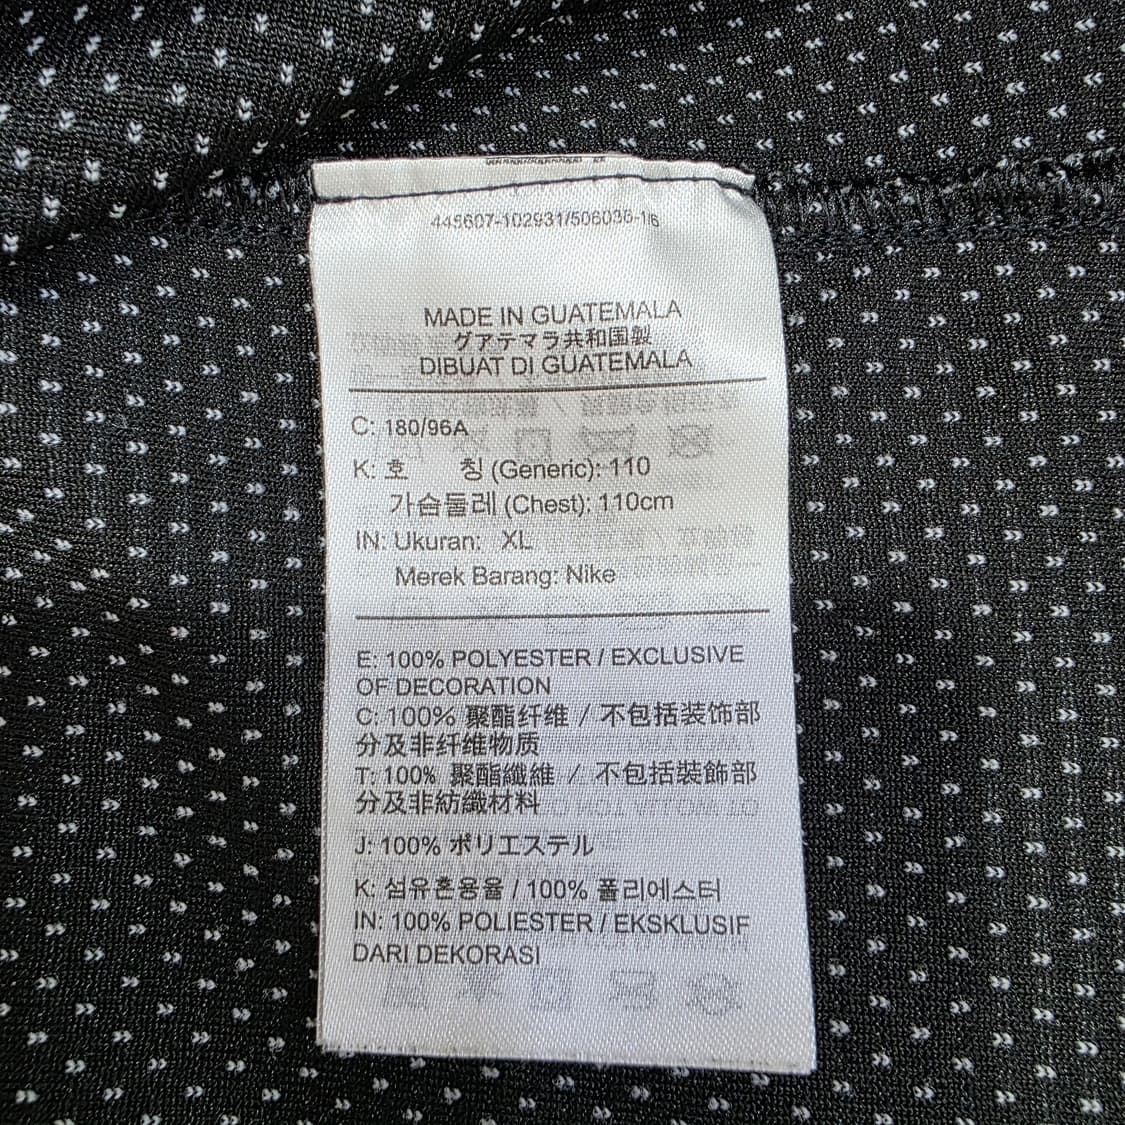 445607-102931/506036-1/6
MADE IN GUATEMALA
グアテマラ共和国製
DIBUAT DI GUATEMALA
C: 180/96A
K: 호 칭 (Generic): 110
가슴둘레 (Chest): 110cm
IN: Ukuran: XL
Merek Barang: Nike
E: 100% POLYESTER / EXCLUSIVE
OF DECORATION
C: 100% 聚酯纤维 / 不包括装饰部
分及非纤维物质
T: 100% 聚酯纖維 / 不包括裝飾部
分及非紡織材料
J: 100% ポリエステル
K: 섬유혼용율 / 100% 폴리에스터
IN: 100% POLIESTER / EKSKLUSIF
DARI DEKORASI